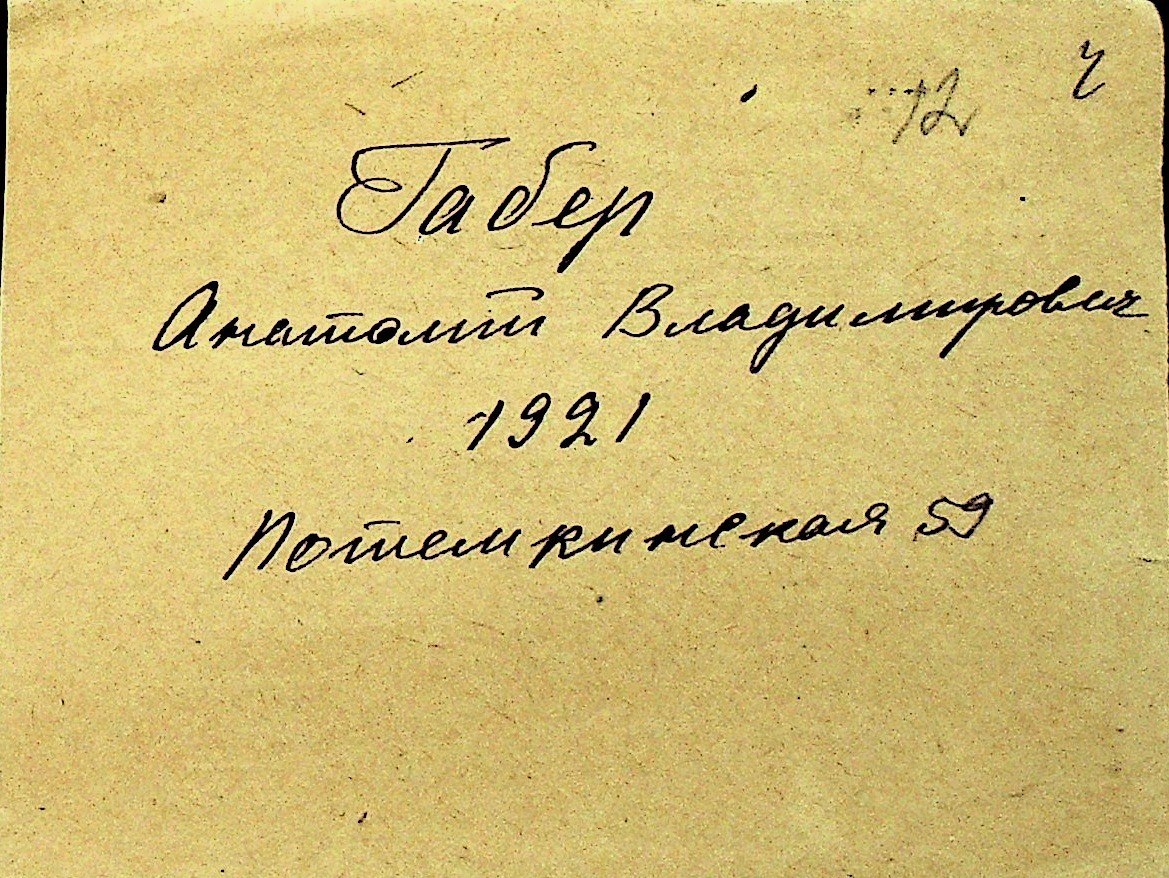 12 ч
Габер
Анатолий Владимирович
1921
Потемкинская 59